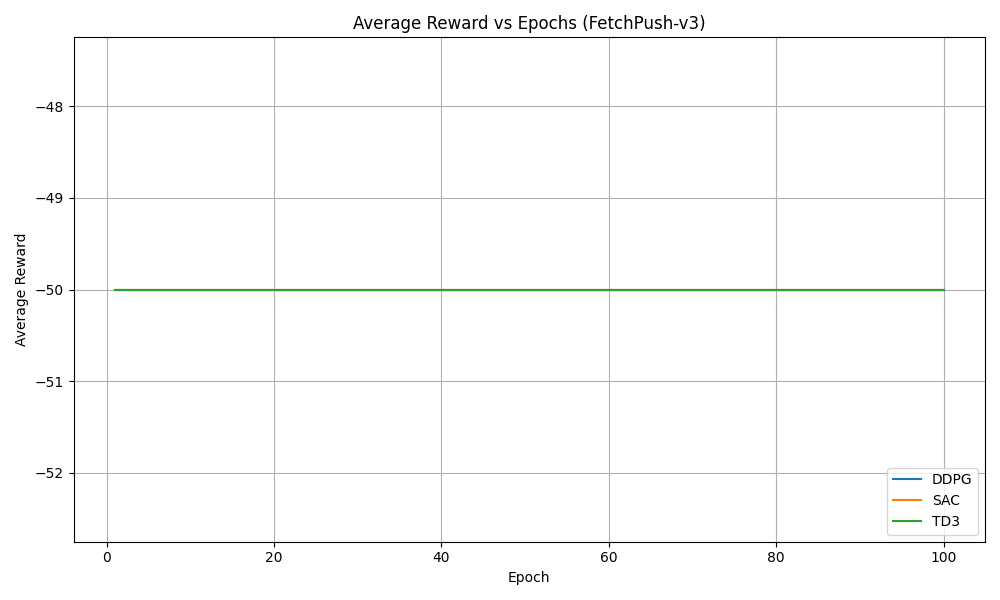 Average Reward vs Epochs (FetchPush-v3)
Average Reward
−48
−49
−50
−51
−52
DDPG
SAC
TD3
0 20 40 60 80 100
Epoch